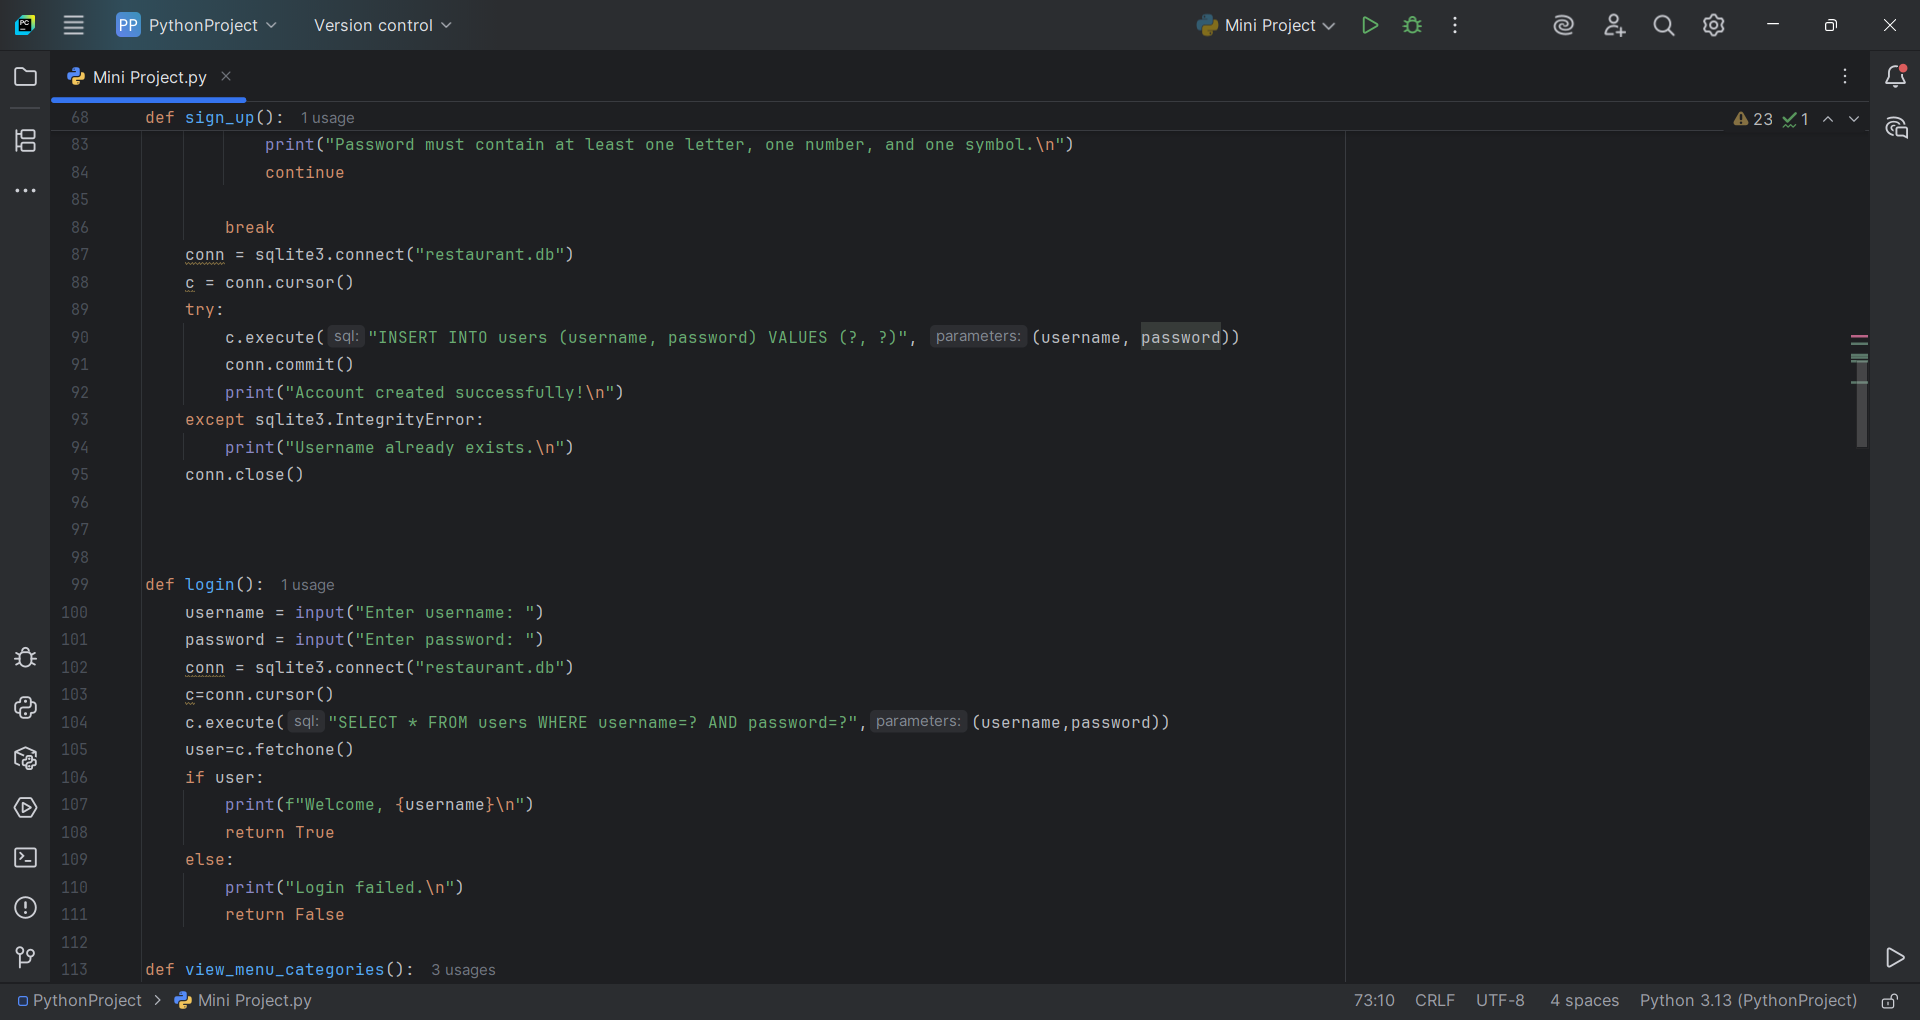 PC
PP PythonProject Version control Mini Project
Mini Project.py
68 def sign_up(): 1 usage 23 1
83 print("Password must contain at least one letter, one number, and one symbol.\n")
84 continue
85
86 break
87 conn = sqlite3.connect("restaurant.db")
88 c = conn.cursor()
89 try:
90 c.execute( sql: "INSERT INTO users (username, password) VALUES (?, ?)", parameters: (username, password))
91 conn.commit()
92 print("Account created successfully!\n")
93 except sqlite3.IntegrityError:
94 print("Username already exists.\n")
95 conn.close()
96
97
98
99 def login(): 1 usage
100 username = input("Enter username: ")
101 password = input("Enter password: ")
102 conn = sqlite3.connect("restaurant.db")
103 c=conn.cursor()
104 c.execute( sql: "SELECT * FROM users WHERE username=? AND password=?", parameters: (username,password))
105 user=c.fetchone()
106 if user:
107 print(f"Welcome, {username}\n")
108 return True
109 else:
110 print("Login failed.\n")
111 return False
112
113 def view_menu_categories(): 3 usages
PythonProject > Mini Project.py 73:10 CRLF UTF-8 4 spaces Python 3.13 (PythonProject)